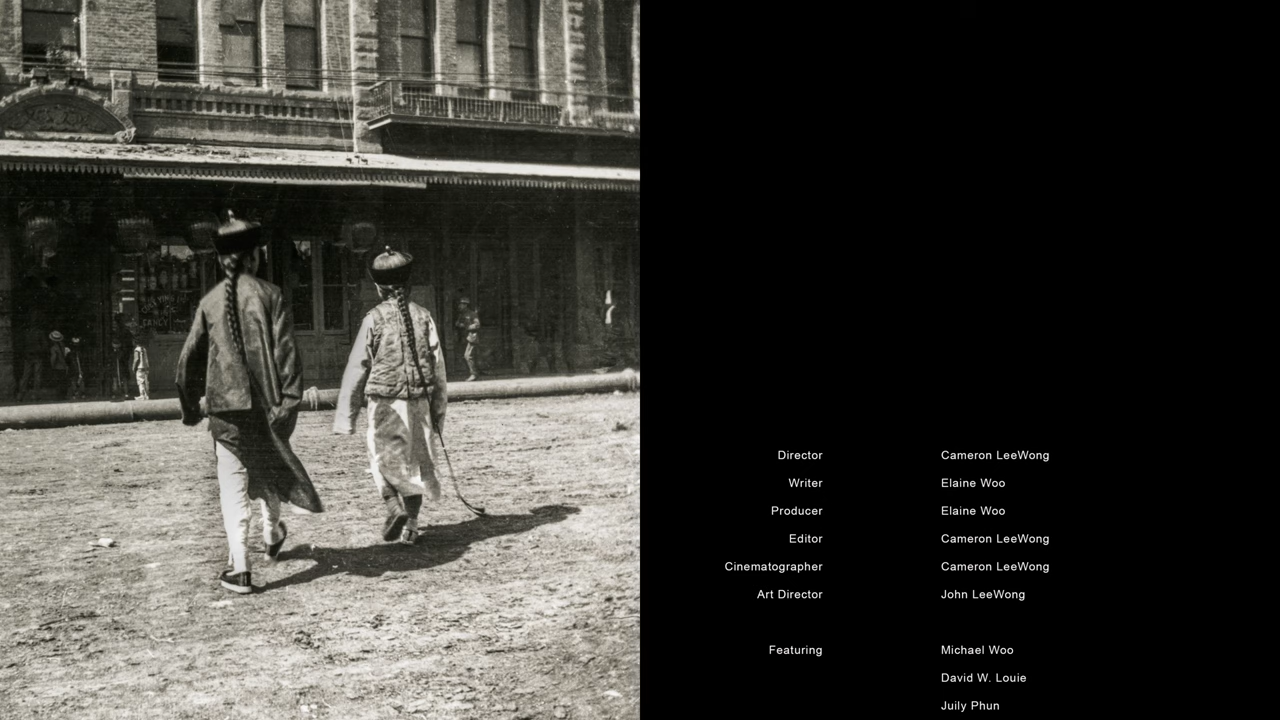 Director Cameron LeeWong
Writer Elaine Woo
Producer Elaine Woo
Editor Cameron LeeWong
Cinematographer Cameron LeeWong
Art Director John LeeWong
Featuring Michael Woo
David W. Louie
Juily Phun